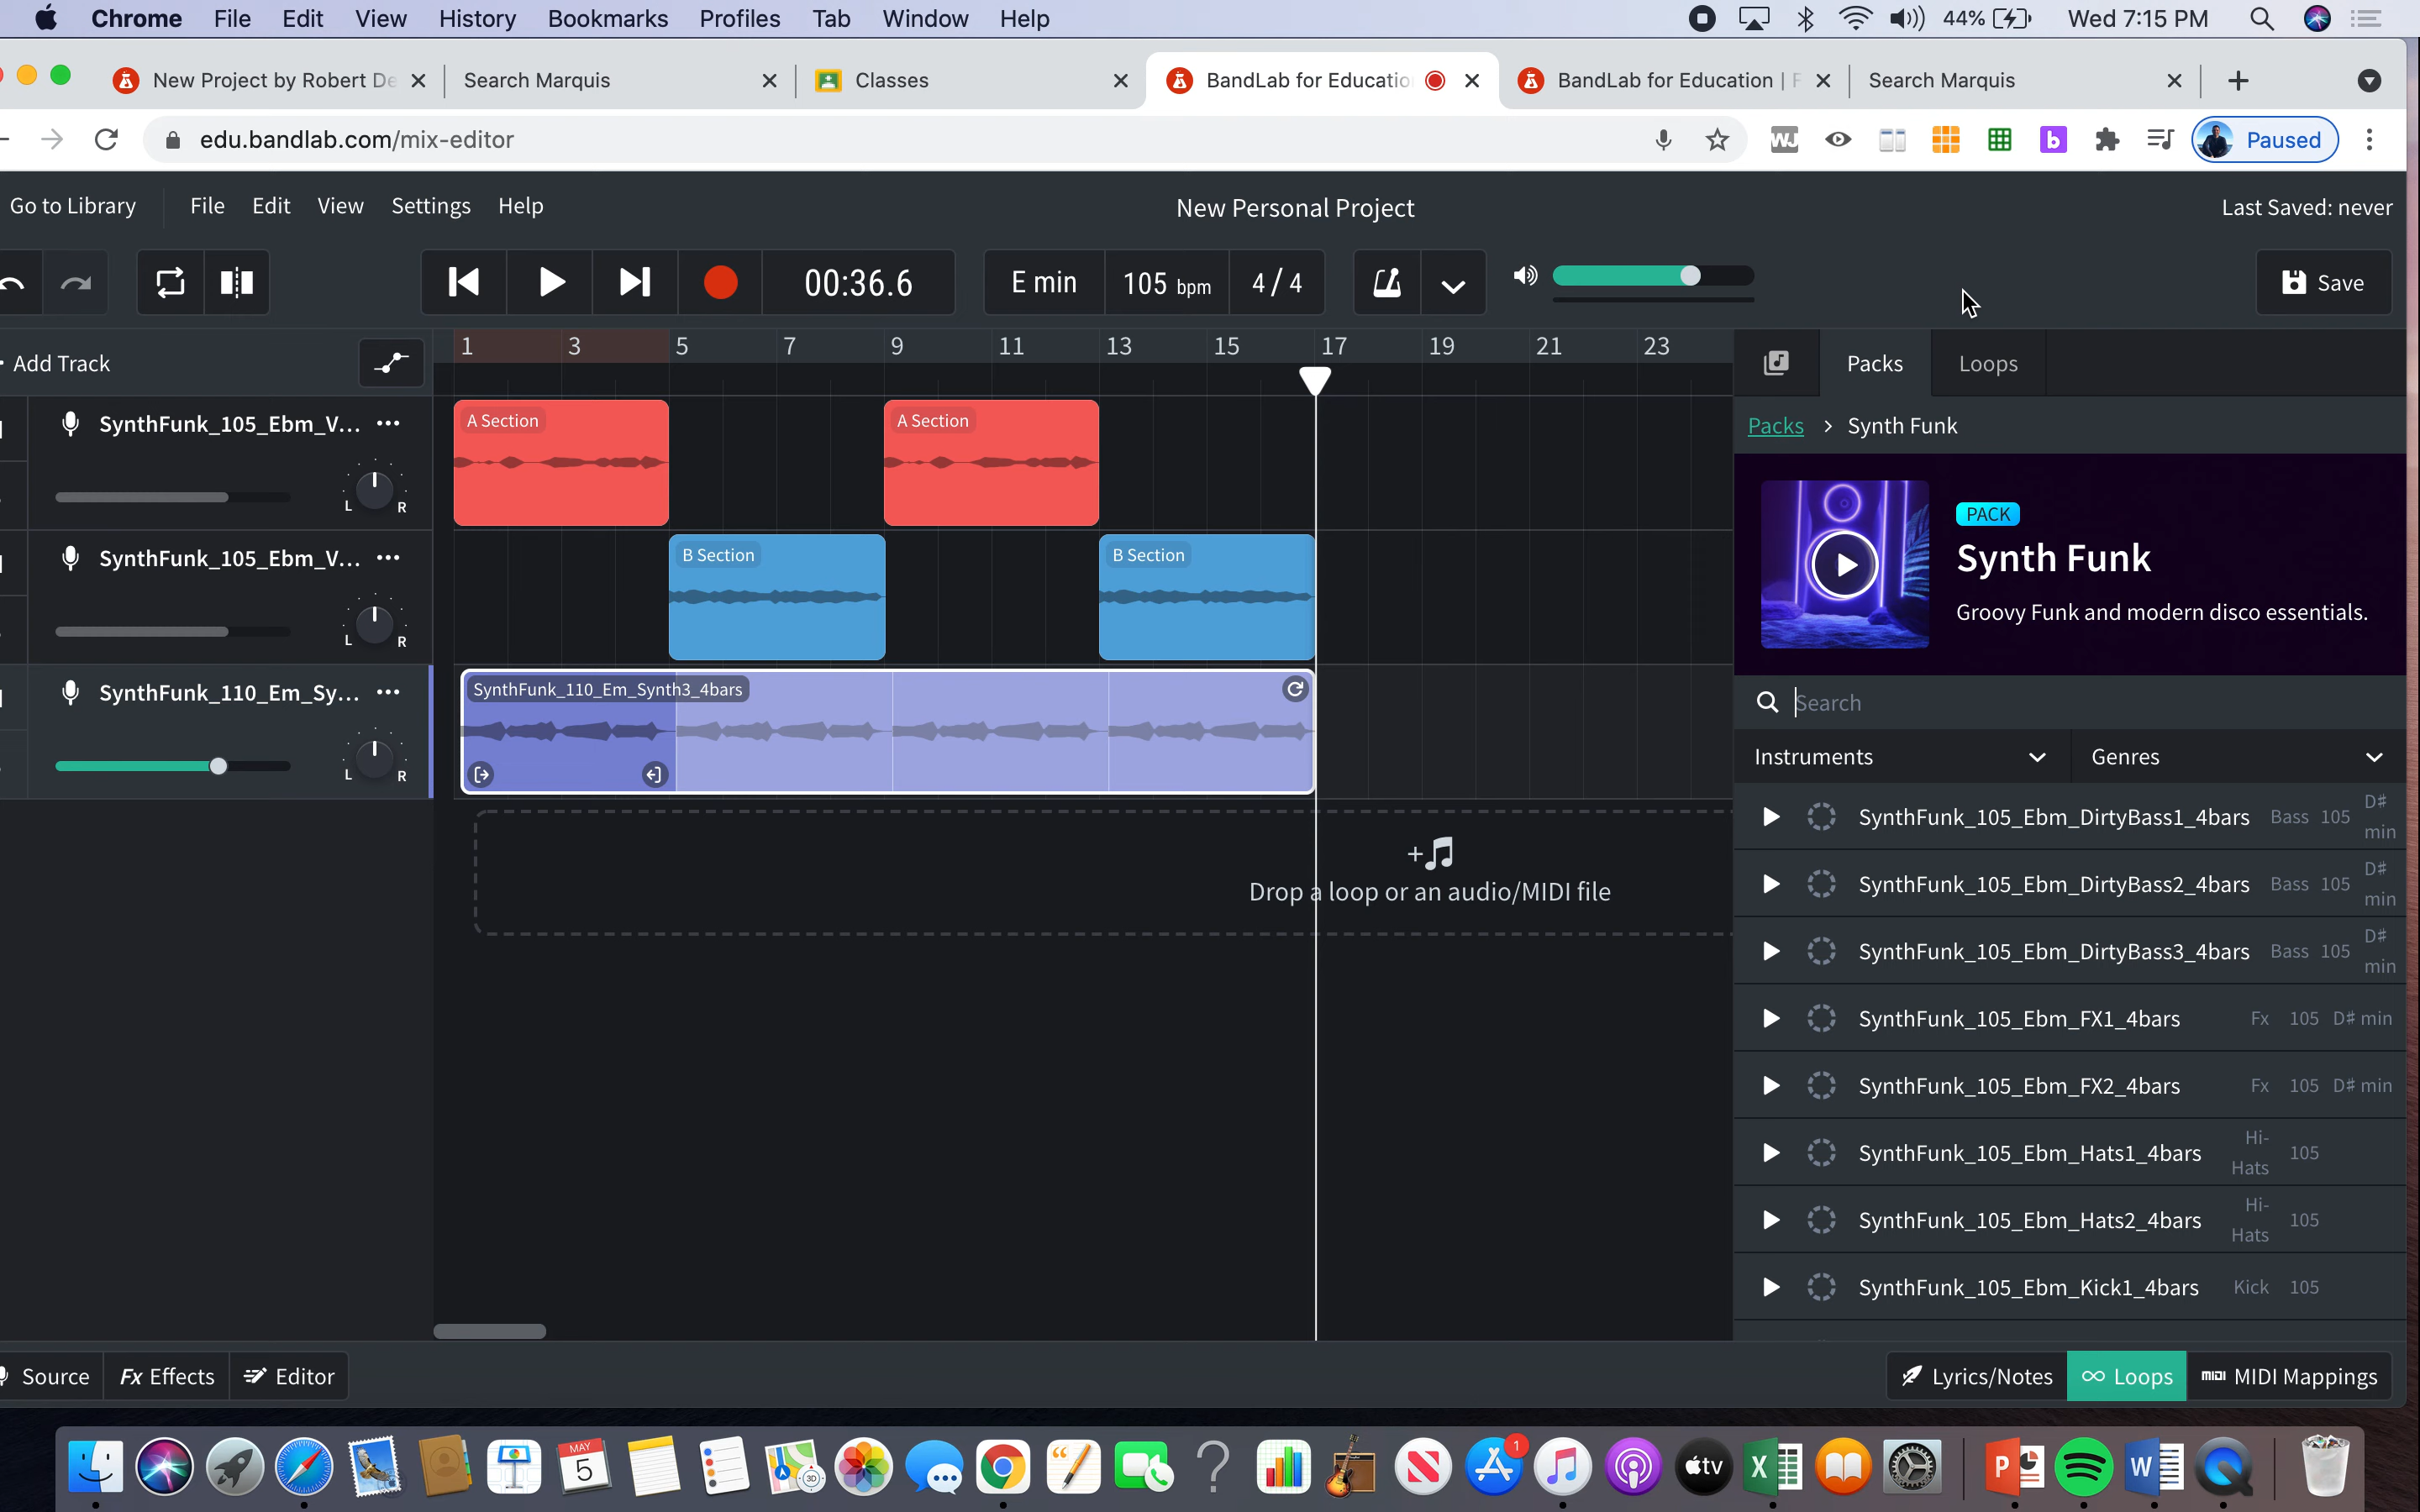 Chrome File Edit View History Bookmarks Profiles Tab Window Help 44% Wed 7:15 PM
New Project by Robert De Search Marquis Classes BandLab for Educatio BandLab for Education | Search Marquis
edu.bandlab.com/mix-editor WJ b Paused
Go to Library File Edit View Settings Help New Personal Project Last Saved: never
00:36.6 E min 105 bpm 4 / 4 Save
Add Track 1 3 5 7 9 11 13 15 17 19 21 23 Packs Loops
Packs > Synth Funk
SynthFunk_105_Ebm_V... A Section A Section
L R
PACK
Synth Funk
Groovy Funk and modern disco essentials.
SynthFunk_105_Ebm_V... B Section B Section
L R
SynthFunk_110_Em_Sy... SynthFunk_110_Em_Synth3_4bars
L R
Search
Instruments Genres
Drop a loop or an audio/MIDI file
SynthFunk_105_Ebm_DirtyBass1_4bars Bass 105 D# min
SynthFunk_105_Ebm_DirtyBass2_4bars Bass 105 D# min
SynthFunk_105_Ebm_DirtyBass3_4bars Bass 105 D# min
SynthFunk_105_Ebm_FX1_4bars Fx 105 D# min
SynthFunk_105_Ebm_FX2_4bars Fx 105 D# min
SynthFunk_105_Ebm_Hats1_4bars Hi-Hats 105
SynthFunk_105_Ebm_Hats2_4bars Hi-Hats 105
SynthFunk_105_Ebm_Kick1_4bars Kick 105
Source Fx Effects Editor Lyrics/Notes Loops MIDI Mappings
MAY
5
3D
1
tv
X
P
W